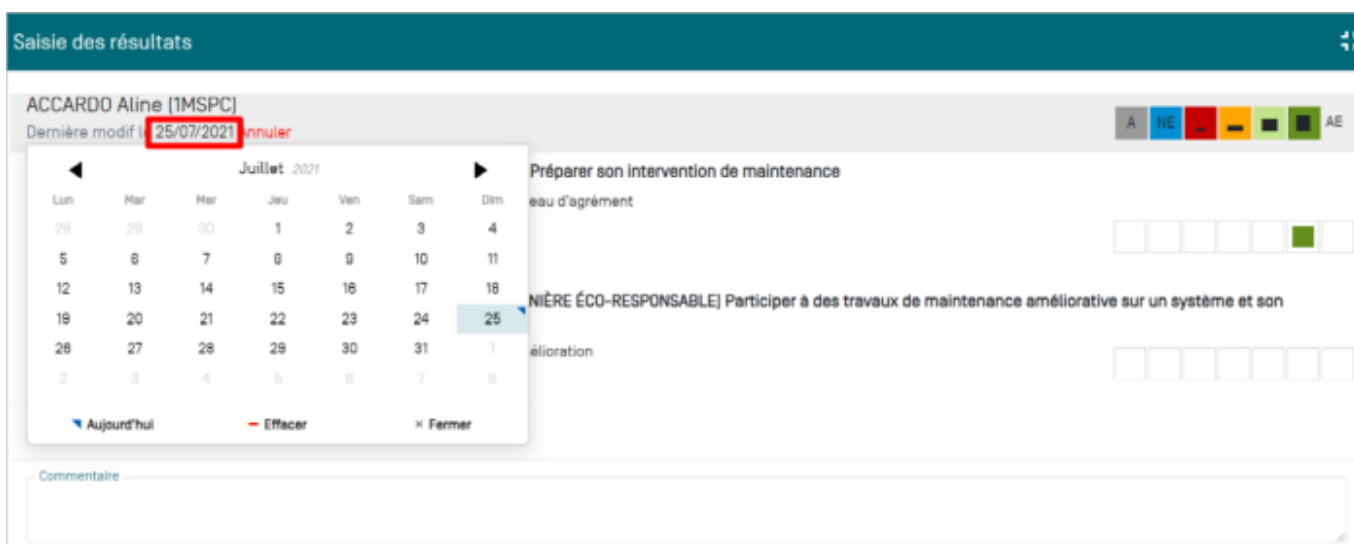 Saisie des résultats
ACCARDO Aline [1MSPC]
Dernière modif l 25/07/2021 Annuler
A NE AE
Juillet 2021
Lun Mar Mer Jeu Ven Sam Dim
28 29 30 1 2 3 4
5 6 7 8 9 10 11
12 13 14 15 16 17 18
19 20 21 22 23 24 25
26 27 28 29 30 31 1
2 3 4 5 6 7 8
Aujourd'hui Effacer × Fermer
Préparer son intervention de maintenance
eau d'agrément
NIÈRE ÉCO-RESPONSABLE] Participer à des travaux de maintenance améliorative sur un système et son
élioration
Commentaire